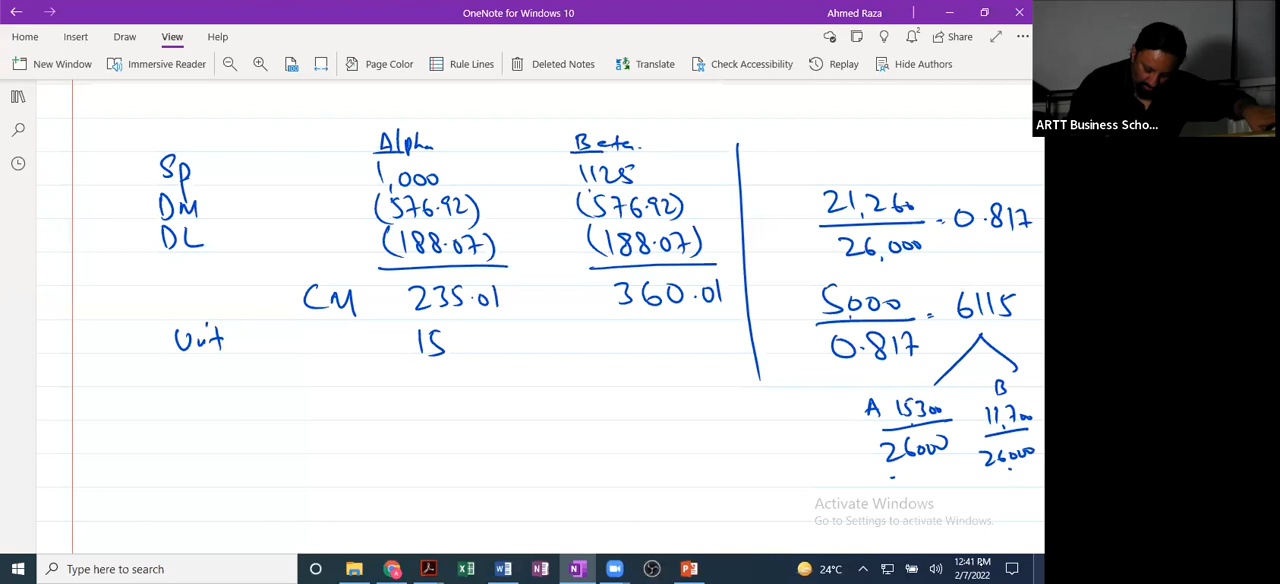 OneNote for Windows 10
Ahmed Raza
Home Insert Draw View Help
Share
New Window Immersive Reader Page Color Rule Lines Deleted Notes Translate Check Accessibility Replay Hide Authors
ARTT Business Scho...
Alpha Beta.
Sp 1,000 1125
DM (576.92) (576.92)
DL (188.07) (188.07)
CM 235.01 360.01
Unit 15
21,260
26,000
= 0.817
5,000
0.817
= 6115
A 15300
26000
B
11,700
26000
Activate Windows
Go to Settings to activate Windows.
Type here to search
24°C
12:41 PM
2/7/2022